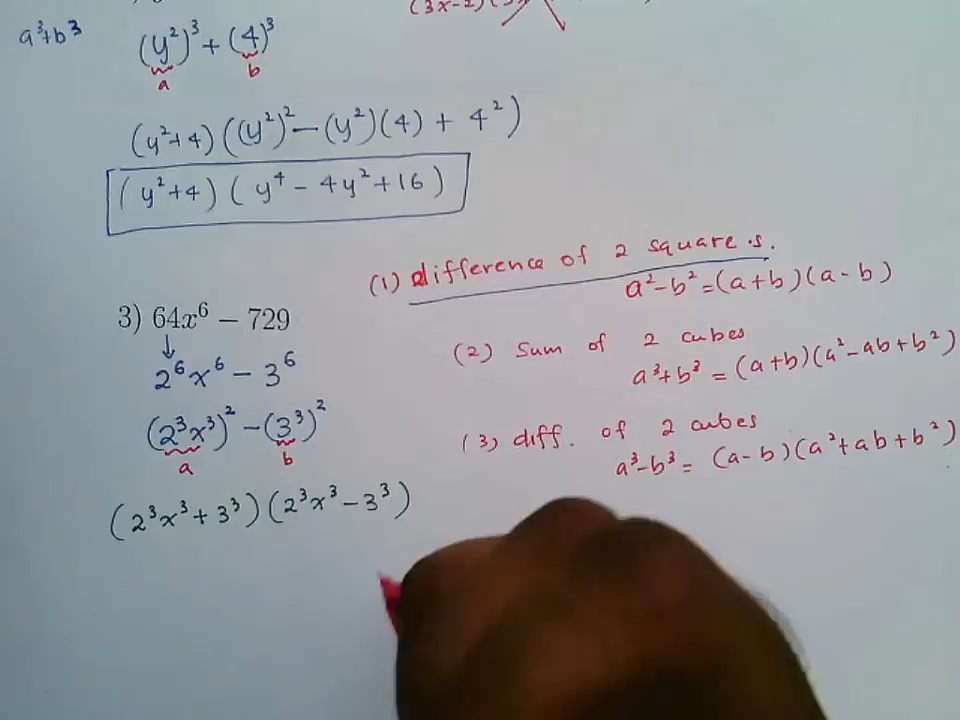 (3x-2)(3
a³+b³ (y²)³ + (4)³
a b
(y²+4)((y²)² - (y²)(4) + 4²)
(y²+4)(y⁴ - 4y² + 16)
(1) difference of 2 squares.
a²-b² = (a+b)(a-b)
3) 64x⁶ − 729
↓
2⁶x⁶ - 3⁶
(2) Sum of 2 cubes
a³+b³ = (a+b)(a²-ab+b²)
(2³x³)² - (3³)²
a b
(3) diff. of 2 cubes
a³-b³ = (a-b)(a²+ab+b²)
(2³x³ + 3³)(2³x³ - 3³)